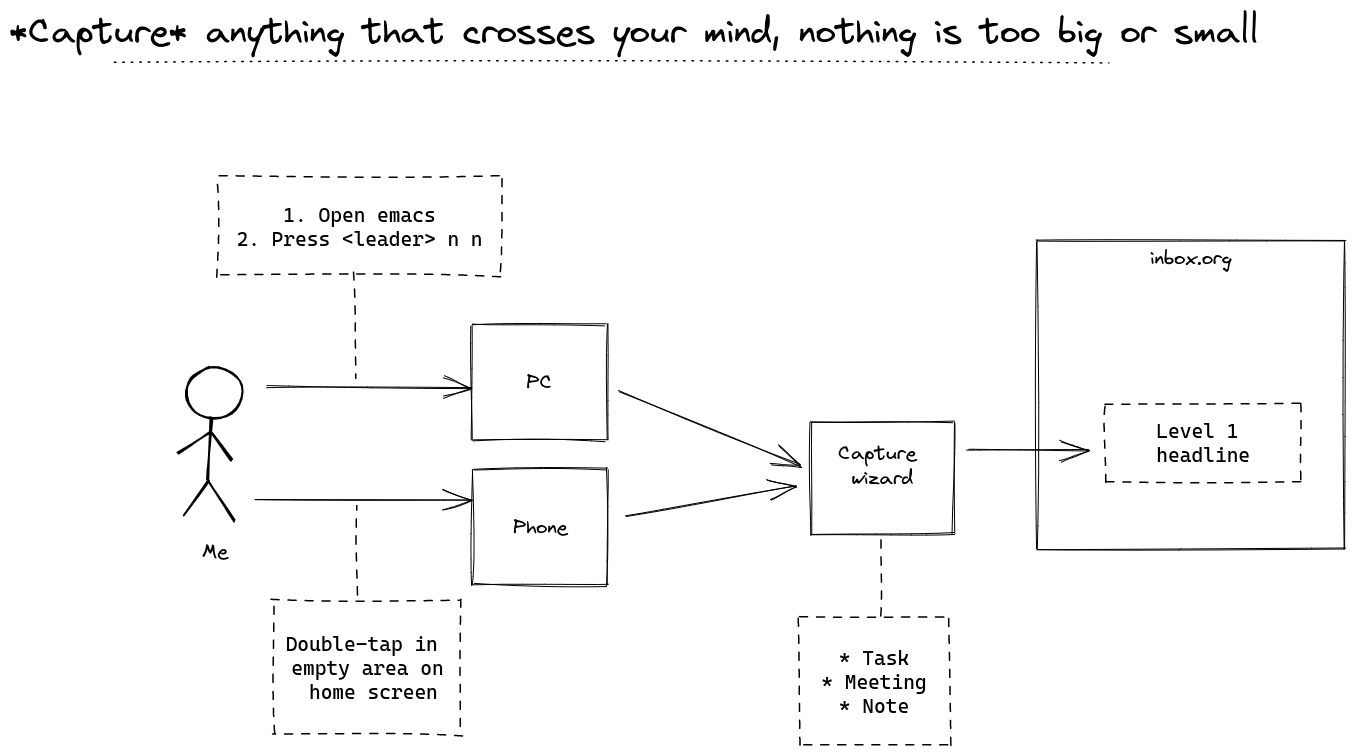 *Capture* anything that crosses your mind, nothing is too big or small
1. Open emacs
2. Press <leader> n n
inbox.org
PC
Level 1
headline
Capture
wizard
Phone
Me
Double-tap in
empty area on
home screen
* Task
* Meeting
* Note